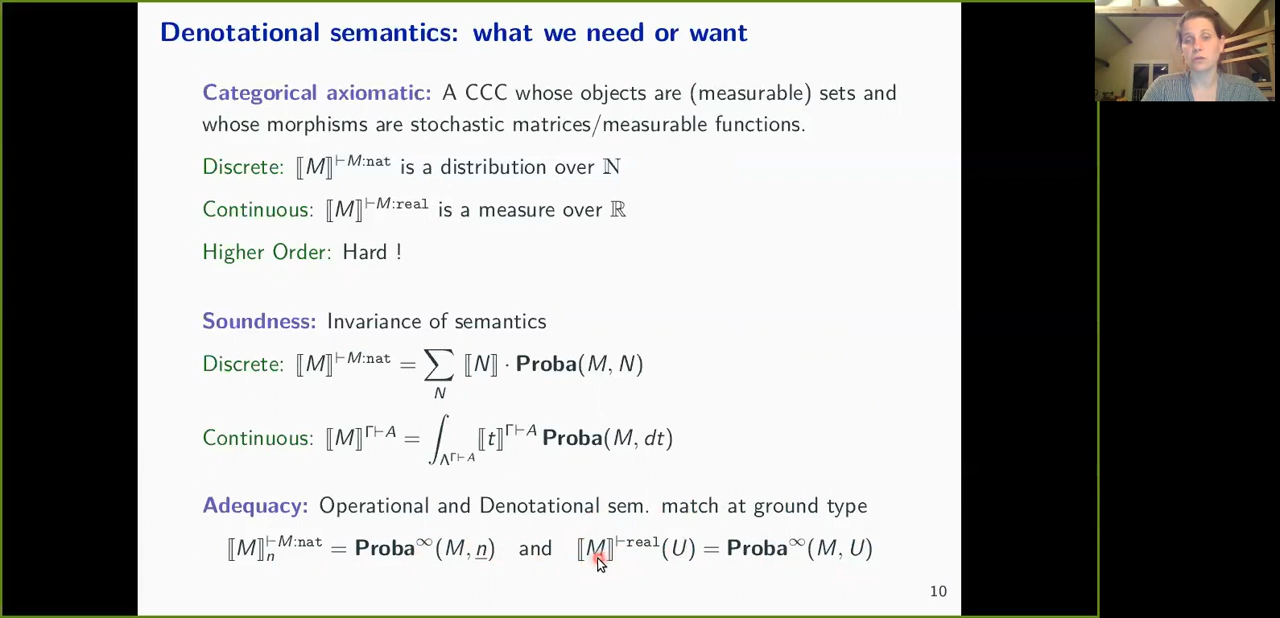 Denotational semantics: what we need or want
Categorical axiomatic: A CCC whose objects are (measurable) sets and
whose morphisms are stochastic matrices/measurable functions.
Discrete: ⟦M⟧^{⊢M:nat} is a distribution over ℕ
Continuous: ⟦M⟧^{⊢M:real} is a measure over ℝ
Higher Order: Hard !
Soundness: Invariance of semantics
Discrete: ⟦M⟧^{⊢M:nat} = ∑_N ⟦N⟧ · Proba(M, N)
Continuous: ⟦M⟧^{Γ⊢A} = ∫_{Λ^{Γ⊢A}} ⟦t⟧^{Γ⊢A} Proba(M, dt)
Adequacy: Operational and Denotational sem. match at ground type
⟦M⟧_n^{⊢M:nat} = Proba^∞(M, n̲) and ⟦M⟧^{⊢real}(U) = Proba^∞(M, U)
10